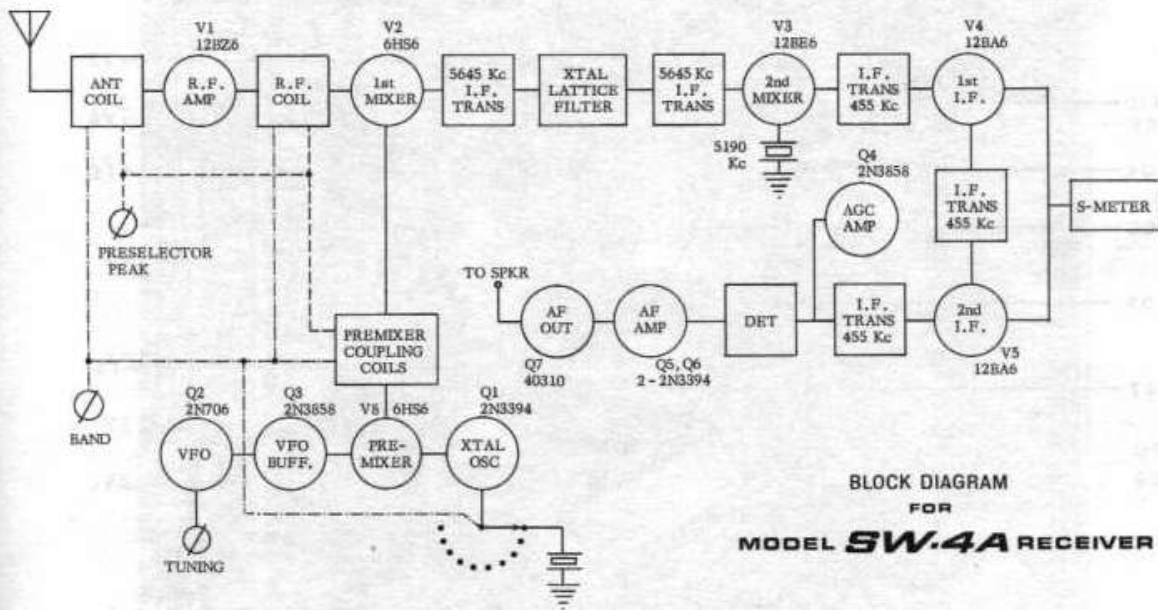 V1
12BZ6
V2
6HS6
V3
12BE6
V4
12BA6
ANT
COIL
R.F.
AMP
R.F.
COIL
1st
MIXER
5645 Kc
I.F.
TRANS
XTAL
LATTICE
FILTER
5645 Kc
I.F.
TRANS
2nd
MIXER
I.F.
TRANS
455 Kc
1st
I.F.
5190
Kc
Q4
2N3858
AGC
AMP
I.F.
TRANS
455 Kc
S-METER
PRESELECTOR
PEAK
TO SPKR
AF
OUT
AF
AMP
DET
I.F.
TRANS
455 Kc
2nd
I.F.
Q7
40310
Q5, Q6
2-2N3394
V5
12BA6
PREMIXER
COUPLING
COILS
BAND
Q2
2N706
Q3
2N3858
V8 6HS6
Q1
2N3394
VFO
VFO
BUFF.
PRE-
MIXER
XTAL
OSC
TUNING
BLOCK DIAGRAM
FOR
MODEL SW-4A RECEIVER